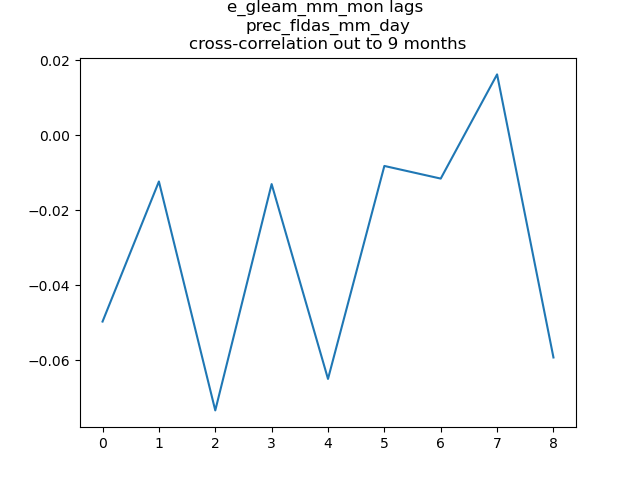 e_gleam_mm_mon lags
prec_fldas_mm_day
cross-correlation out to 9 months
0.02
0.00
−0.02
−0.04
−0.06
0 1 2 3 4 5 6 7 8